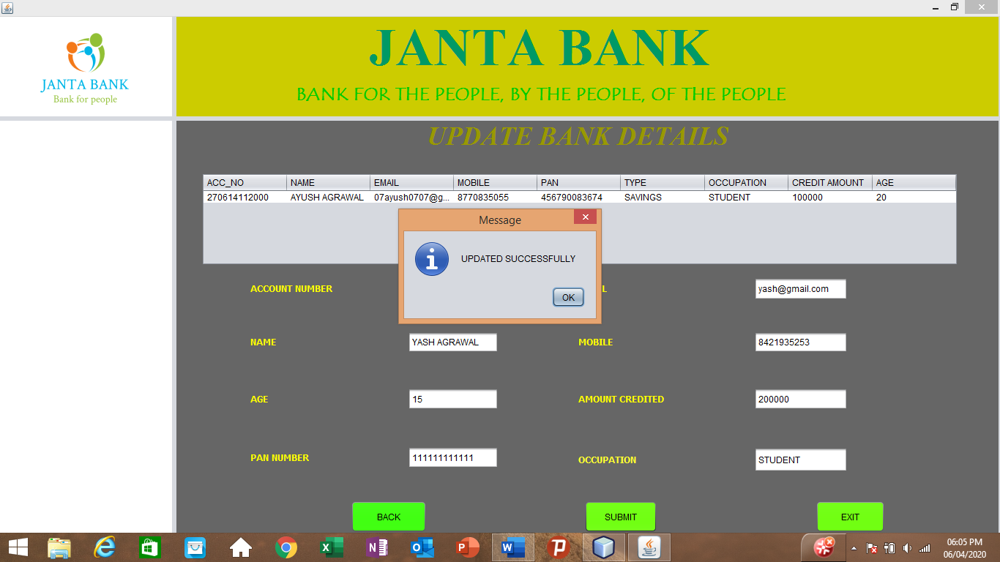 JANTA BANK
Bank for people
JANTA BANK
BANK FOR THE PEOPLE, BY THE PEOPLE, OF THE PEOPLE
UPDATE BANK DETAILS
ACC_NO NAME EMAIL MOBILE PAN TYPE OCCUPATION CREDIT AMOUNT AGE
270614112000 AYUSH AGRAWAL 07ayush0707@g... 8770835055 456790083674 SAVINGS STUDENT 100000 20
Message
UPDATED SUCCESSFULLY
OK
ACCOUNT NUMBER L yash@gmail.com
NAME YASH AGRAWAL MOBILE 8421935253
AGE 15 AMOUNT CREDITED 200000
PAN NUMBER 111111111111 OCCUPATION STUDENT
BACK SUBMIT EXIT
06:05 PM
06/04/2020